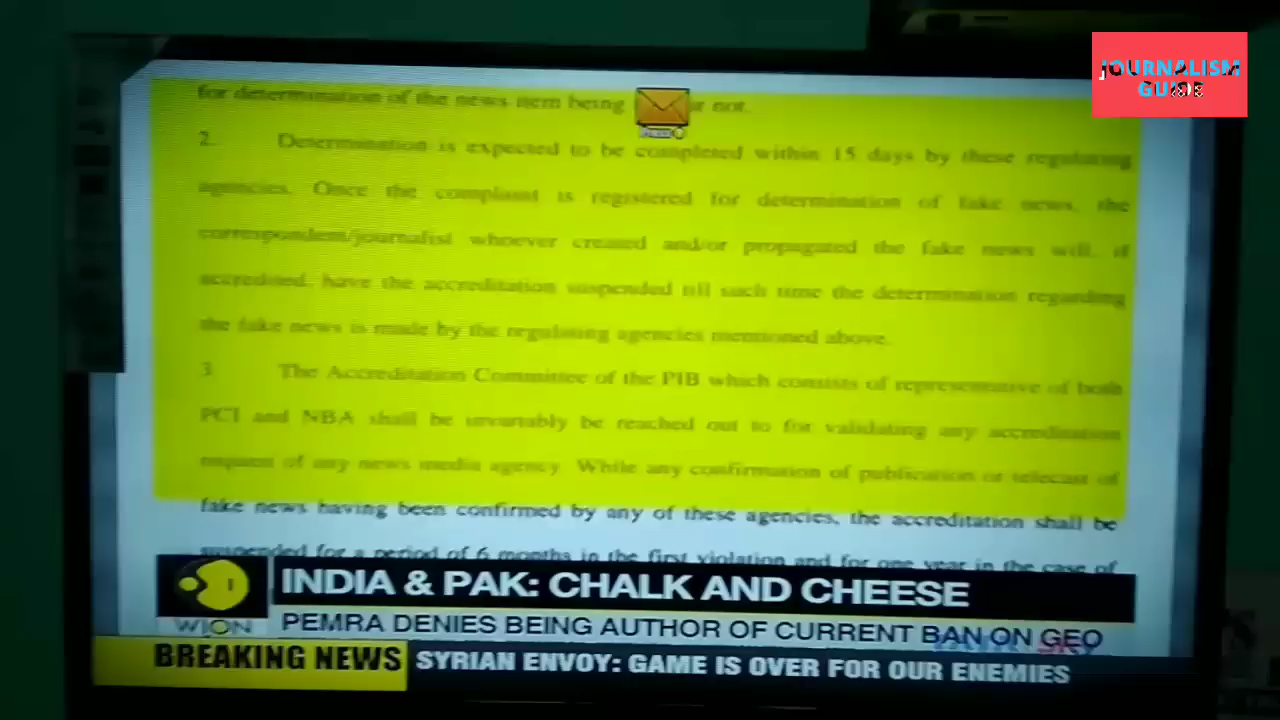 JOURNALISM
GUIDE
for determination of the news item being or not.
2. Determination is expected to be completed within 15 days by these regulating
agencies. Once the complaint is registered for determination of fake news, the
correspondent/journalist whoever created and/or propagated the fake news will, if
accredited, have the accreditation suspended till such time the determination regarding
the fake news is made by the regulating agencies mentioned above.
3. The Accreditation Committee of the PIB which consists of representative of both
PCI and NBA shall be invariably be reached out to for validating any accreditation
request of any news media agency. While any confirmation of publication or telecast of
fake news having been confirmed by any of these agencies, the accreditation shall be
suspended for a period of 6 months in the first violation and for one year in the case of
INDIA & PAK: CHALK AND CHEESE
WION
PEMRA DENIES BEING AUTHOR OF CURRENT BAN ON GEO
BREAKING NEWS SYRIAN ENVOY: GAME IS OVER FOR OUR ENEMIES